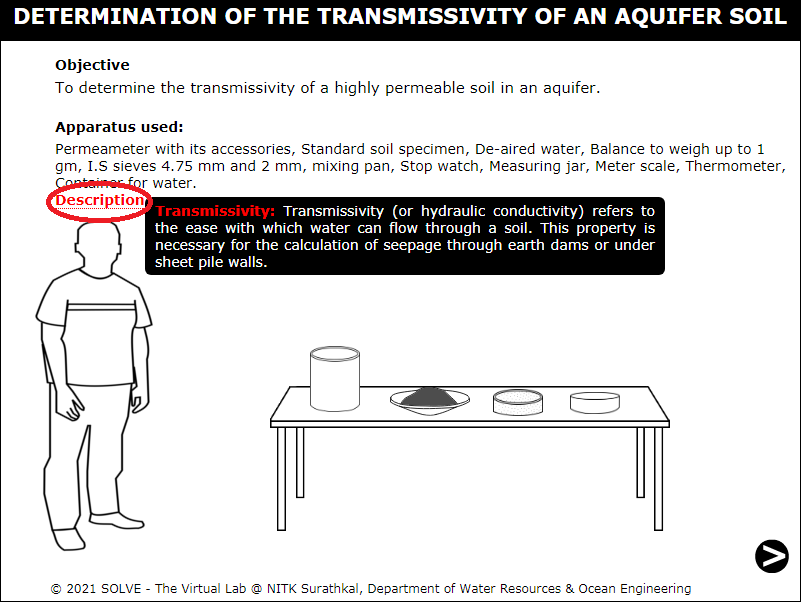 DETERMINATION OF THE TRANSMISSIVITY OF AN AQUIFER SOIL
Objective
To determine the transmissivity of a highly permeable soil in an aquifer.
Apparatus used:
Permeameter with its accessories, Standard soil specimen, De-aired water, Balance to weigh up to 1
gm, I.S sieves 4.75 mm and 2 mm, mixing pan, Stop watch, Measuring jar, Meter scale, Thermometer,
Container for water.
Description
Transmissivity: Transmissivity (or hydraulic conductivity) refers to
the ease with which water can flow through a soil. This property is
necessary for the calculation of seepage through earth dams or under
sheet pile walls.
© 2021 SOLVE - The Virtual Lab @ NITK Surathkal, Department of Water Resources & Ocean Engineering